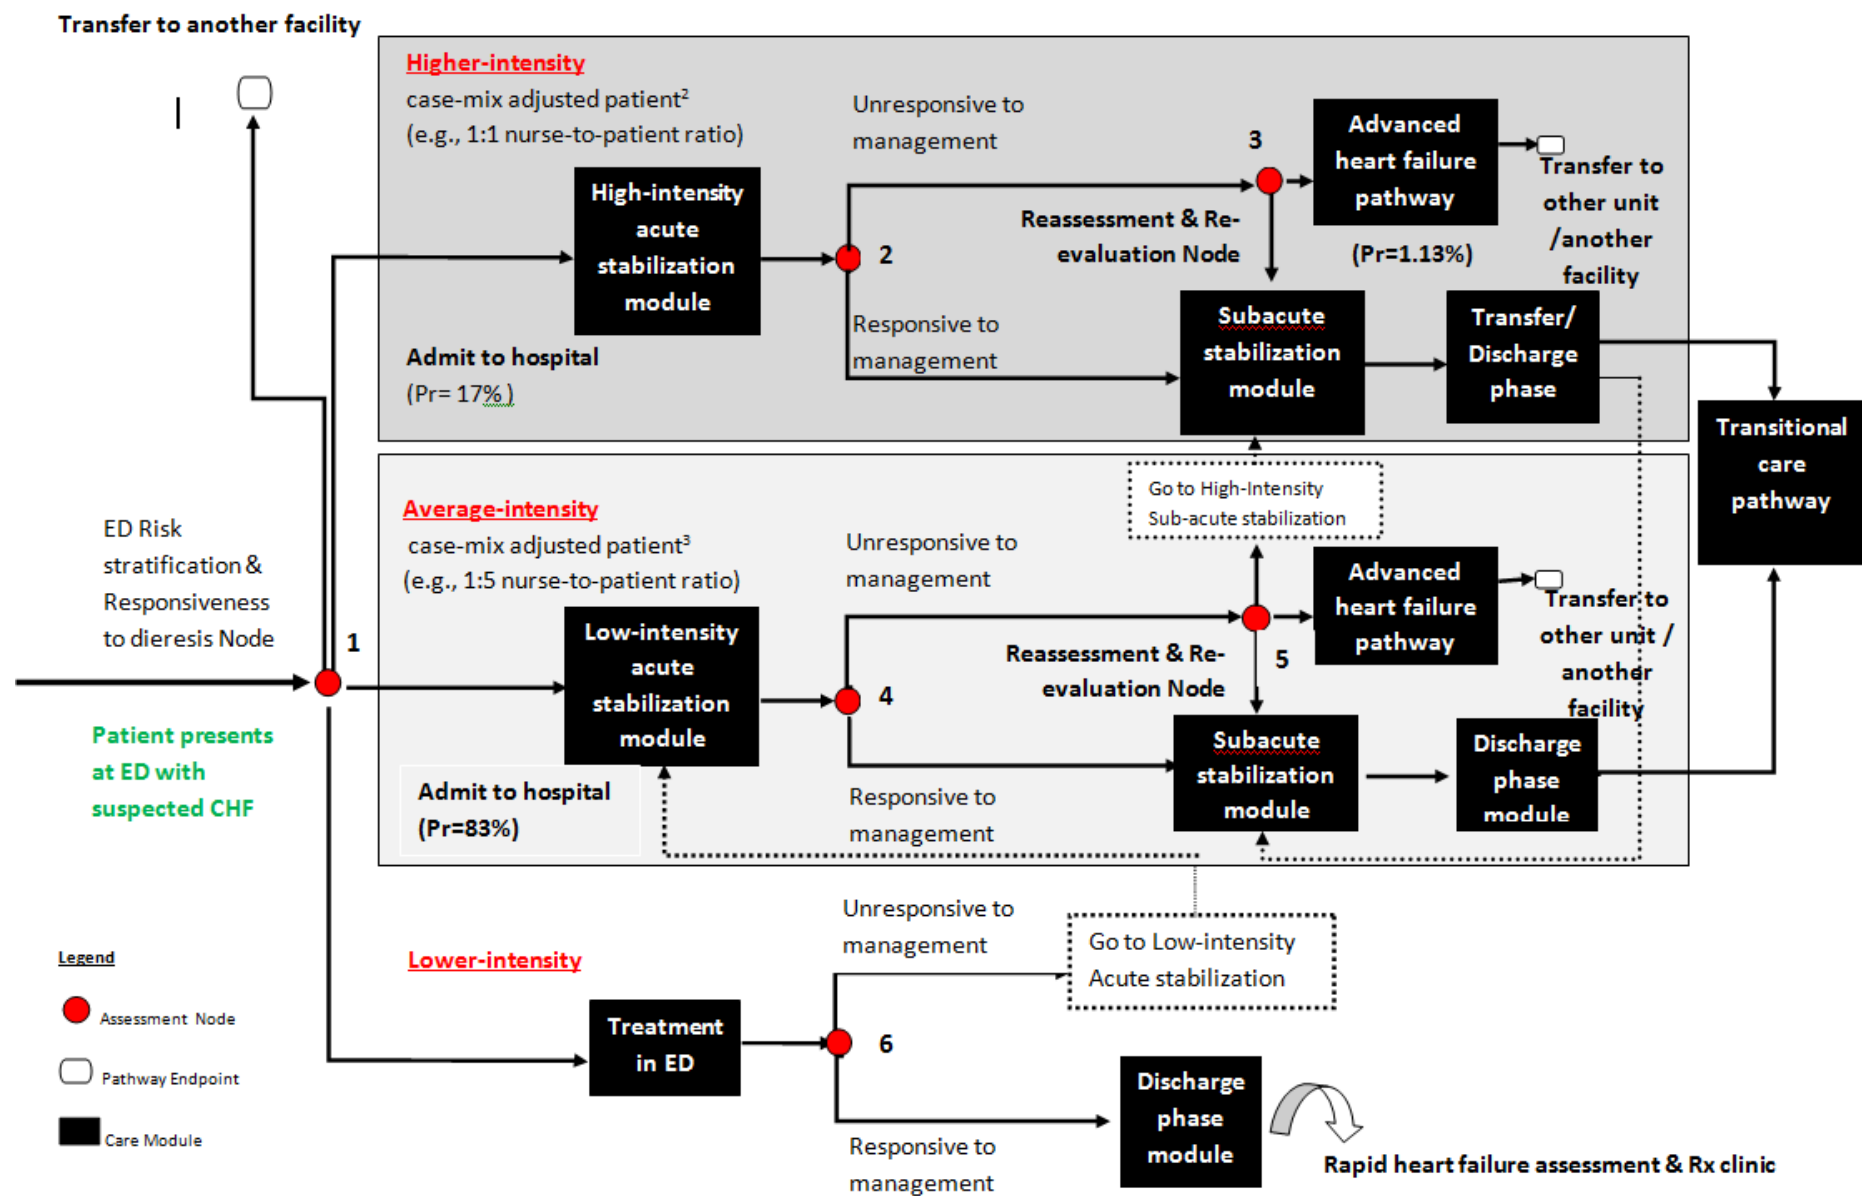 Transfer to another facility
Higher-intensity
case-mix adjusted patient²
(e.g., 1:1 nurse-to-patient ratio)
High-intensity
acute
stabilization
module
Admit to hospital
(Pr= 17% )
2
Unresponsive to
management
Responsive to
management
3
Reassessment & Re-
evaluation Node
Advanced
heart failure
pathway
(Pr=1.13%)
Transfer to
other unit
/another
facility
Subacute
stabilization
module
Transfer/
Discharge
phase
Transitional
care
pathway
ED Risk
stratification &
Responsiveness
to dieresis Node
1
Patient presents
at ED with
suspected CHF
Average-intensity
case-mix adjusted patient³
(e.g., 1:5 nurse-to-patient ratio)
Low-intensity
acute
stabilization
module
Admit to hospital
(Pr=83%)
4
Unresponsive to
management
Responsive to
management
Go to High-Intensity
Sub-acute stabilization
Reassessment & Re-
evaluation Node
5
Advanced
heart failure
pathway
Transfer to
other unit /
another
facility
Subacute
stabilization
module
Discharge
phase
module
Lower-intensity
Treatment
in ED
6
Unresponsive to
management
Go to Low-intensity
Acute stabilization
Responsive to
management
Discharge
phase
module
Rapid heart failure assessment & Rx clinic
Legend
Assessment Node
Pathway Endpoint
Care Module